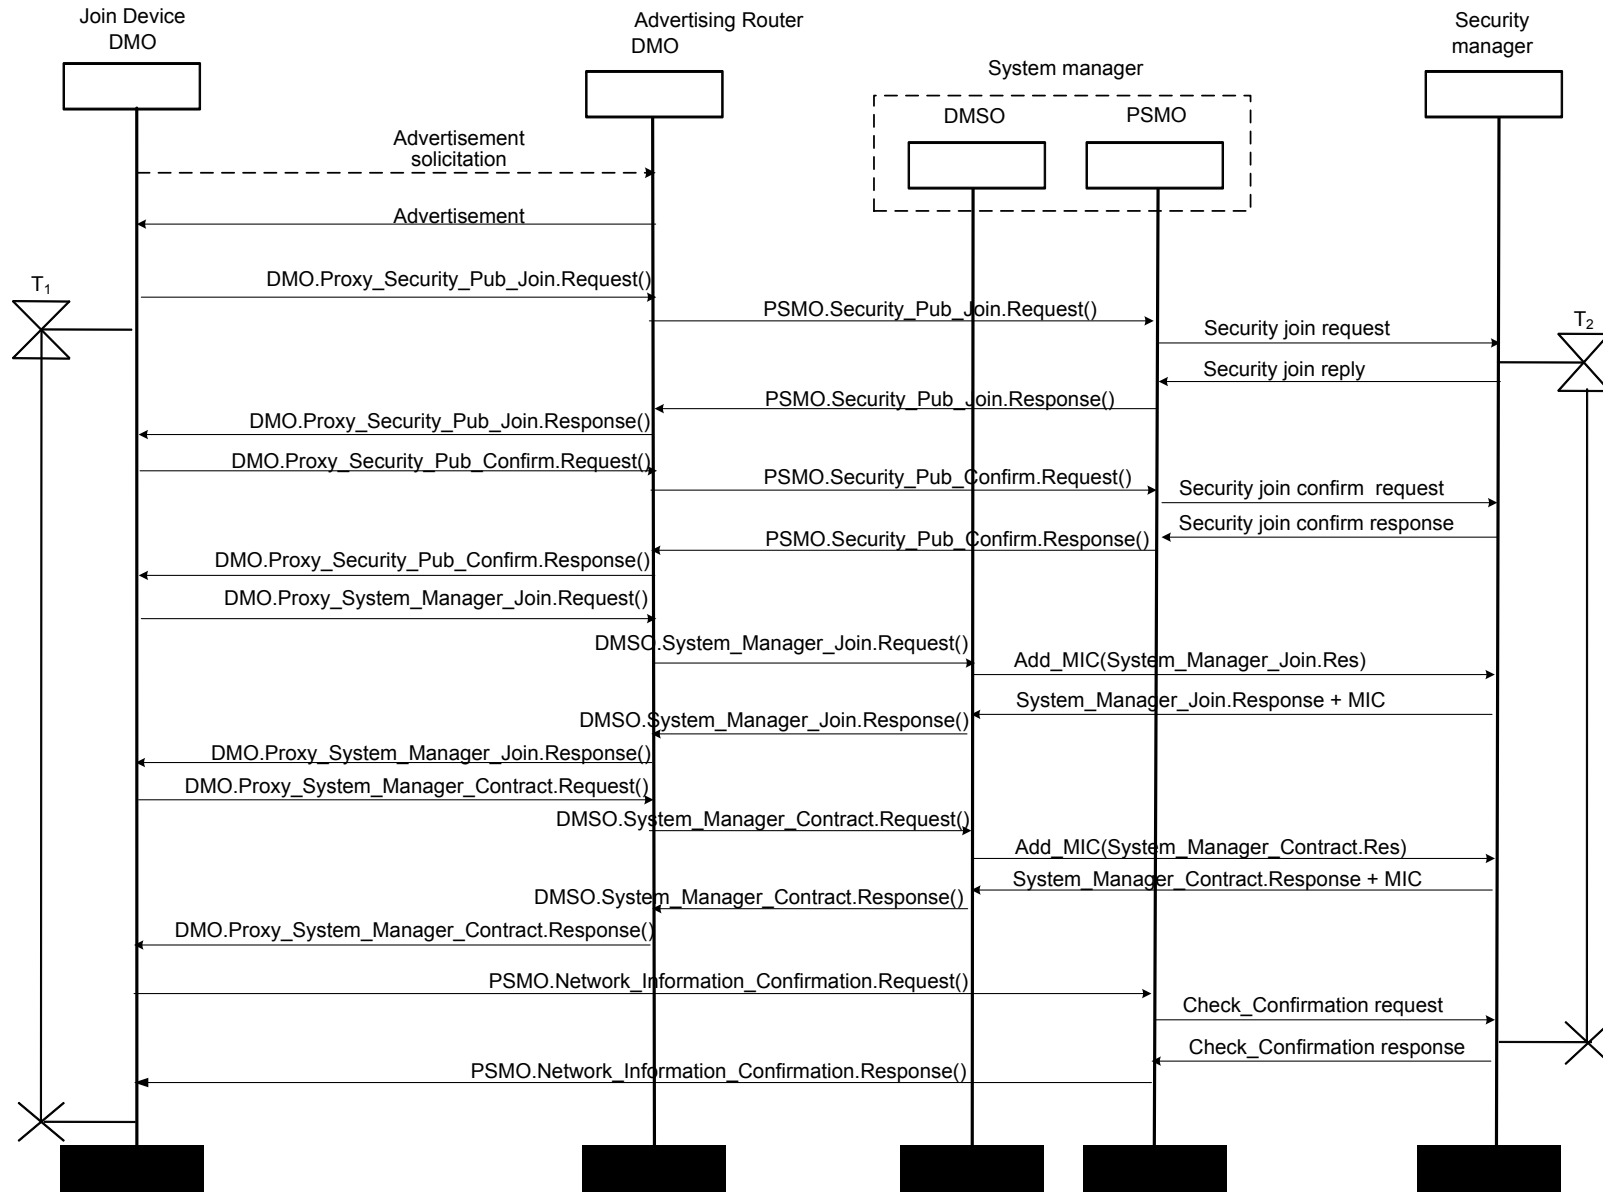 Join Device
DMO
Advertising Router
DMO
System manager
DMSO
PSMO
Security
manager
Advertisement
solicitation
Advertisement
T1
DMO.Proxy_Security_Pub_Join.Request()
PSMO.Security_Pub_Join.Request()
Security join request
T2
Security join reply
PSMO.Security_Pub_Join.Response()
DMO.Proxy_Security_Pub_Join.Response()
DMO.Proxy_Security_Pub_Confirm.Request()
PSMO.Security_Pub_Confirm.Request()
Security join confirm  request
Security join confirm response
PSMO.Security_Pub_Confirm.Response()
DMO.Proxy_Security_Pub_Confirm.Response()
DMO.Proxy_System_Manager_Join.Request()
DMSO.System_Manager_Join.Request()
Add_MIC(System_Manager_Join.Res)
System_Manager_Join.Response + MIC
DMSO.System_Manager_Join.Response()
DMO.Proxy_System_Manager_Join.Response()
DMO.Proxy_System_Manager_Contract.Request()
DMSO.System_Manager_Contract.Request()
Add_MIC(System_Manager_Contract.Res)
System_Manager_Contract.Response + MIC
DMSO.System_Manager_Contract.Response()
DMO.Proxy_System_Manager_Contract.Response()
PSMO.Network_Information_Confirmation.Request()
Check_Confirmation request
Check_Confirmation response
PSMO.Network_Information_Confirmation.Response()